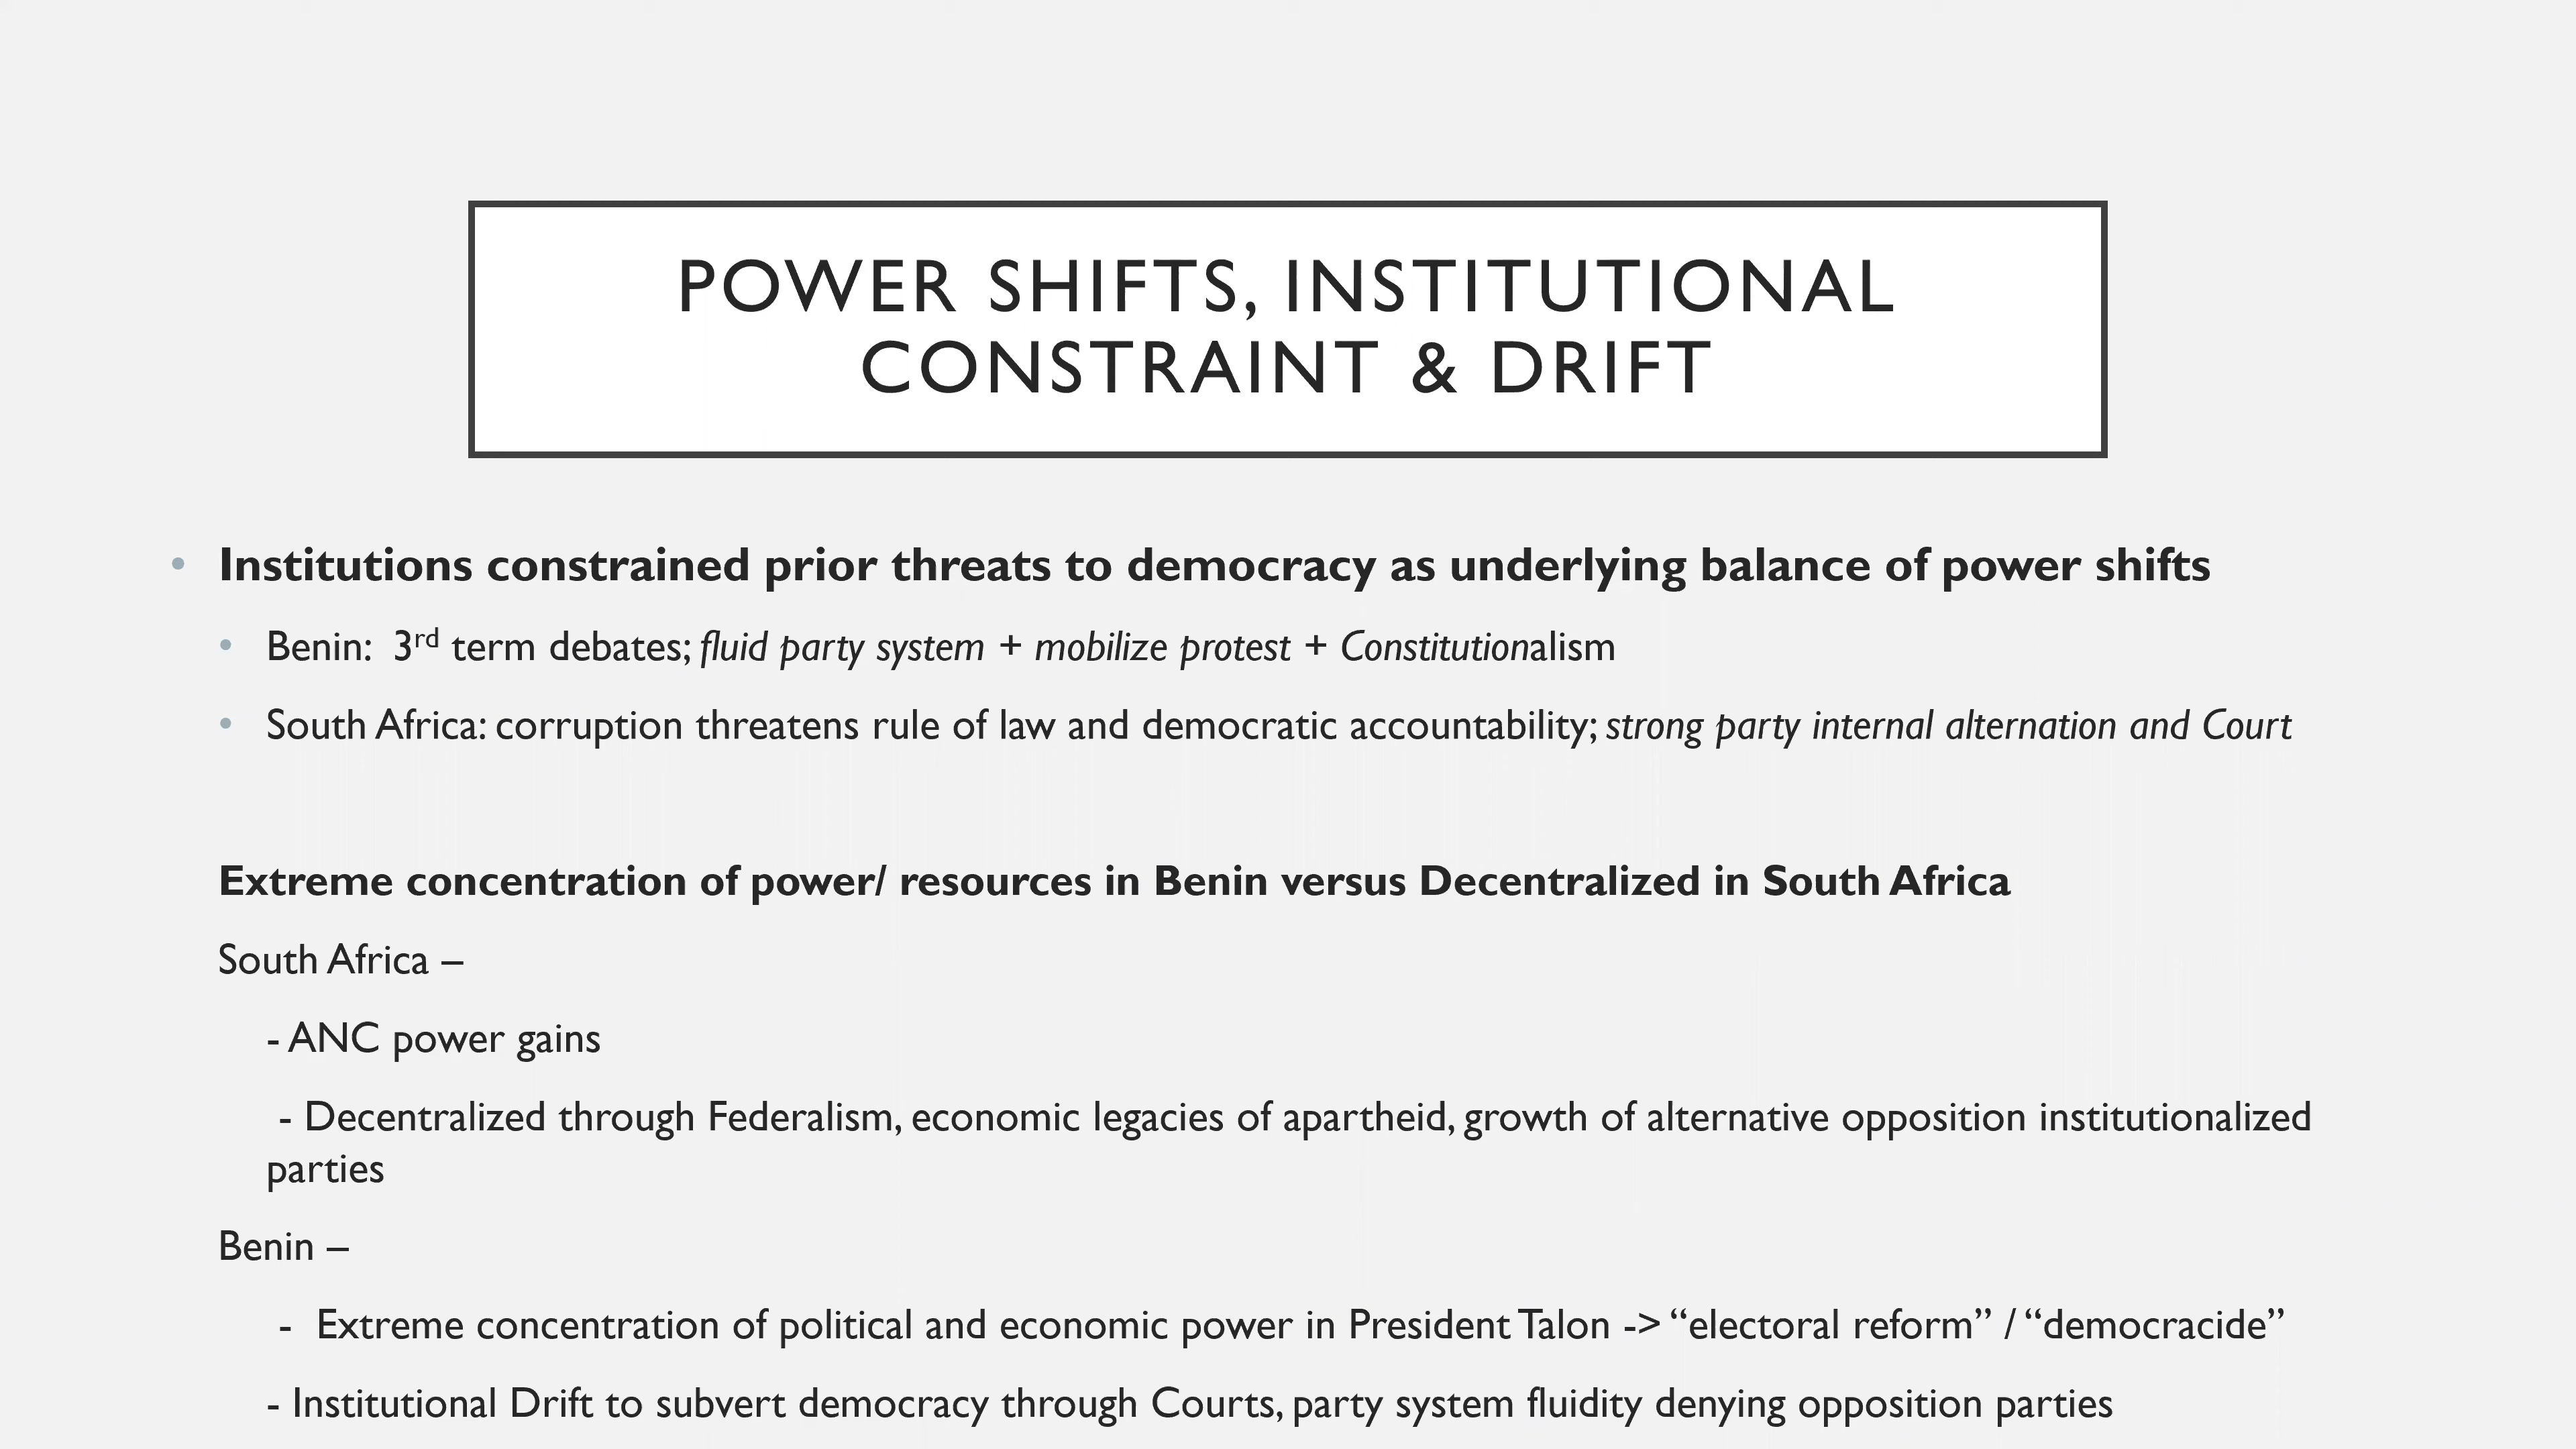 POWER SHIFTS, INSTITUTIONAL
CONSTRAINT & DRIFT
• Institutions constrained prior threats to democracy as underlying balance of power shifts
• Benin:  3rd term debates; fluid party system + mobilize protest + Constitutionalism
• South Africa: corruption threatens rule of law and democratic accountability; strong party internal alternation and Court
Extreme concentration of power/ resources in Benin versus Decentralized in South Africa
South Africa –
- ANC power gains
- Decentralized through Federalism, economic legacies of apartheid, growth of alternative opposition institutionalized
parties
Benin –
-  Extreme concentration of political and economic power in President Talon -> “electoral reform” / “democracide”
- Institutional Drift to subvert democracy through Courts, party system fluidity denying opposition parties